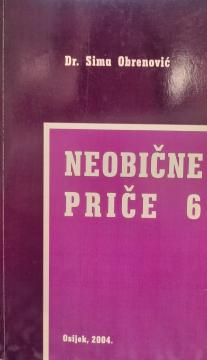 Dr. Sima Obrenović
NEOBIČNE
PRIČE 6
Osijek, 2004.